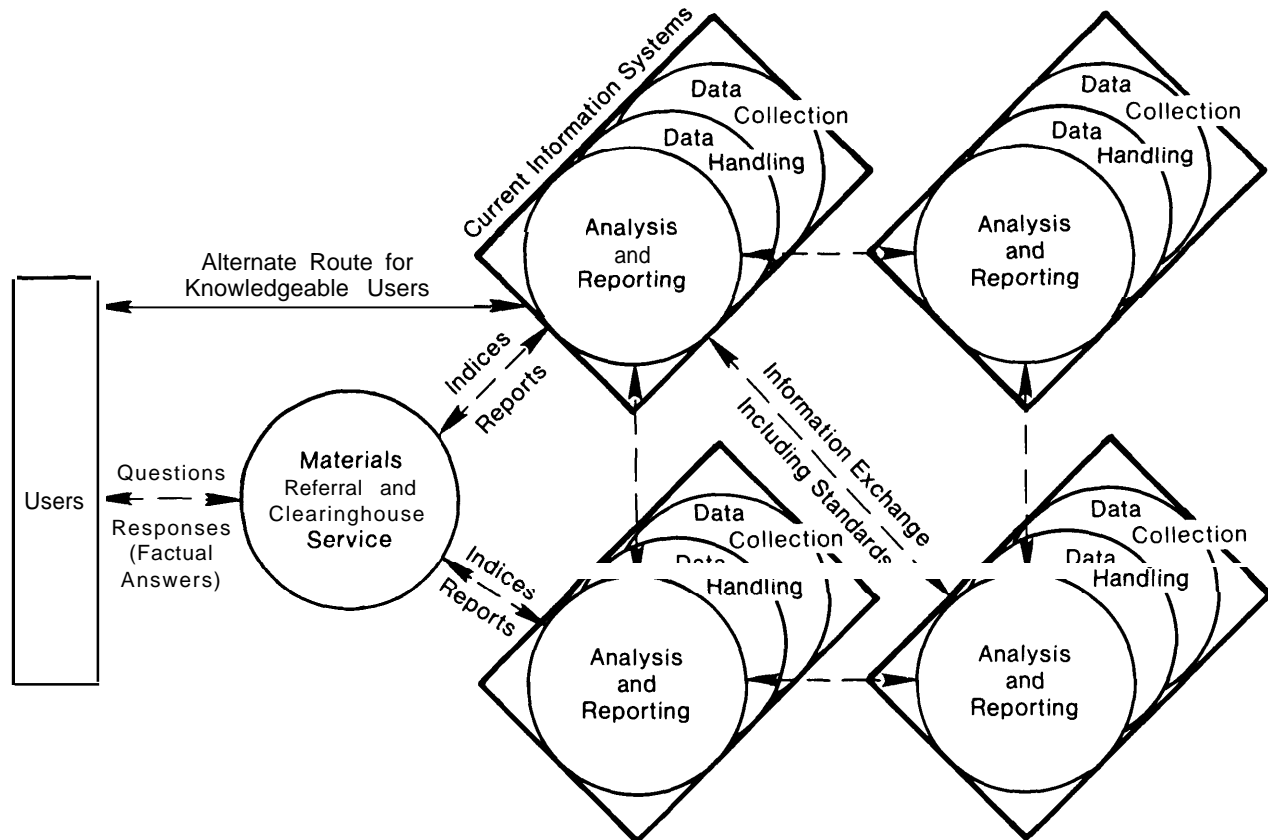 Current Information Systems
Data
Collection
Data
Handling
Analysis
and
Reporting
Data
Collection
Data
Handling
Analysis
and
Reporting
Alternate Route for
Knowledgeable Users
Indices
Reports
Users
Questions
Responses
(Factual
Answers)
Materials
Referral and
Clearinghouse
Service
Indices
Reports
Information Exchange
Including Standards
Data
Collection
Data
Handling
Analysis
and
Reporting
Data
Collection
Data
Handling
Analysis
and
Reporting